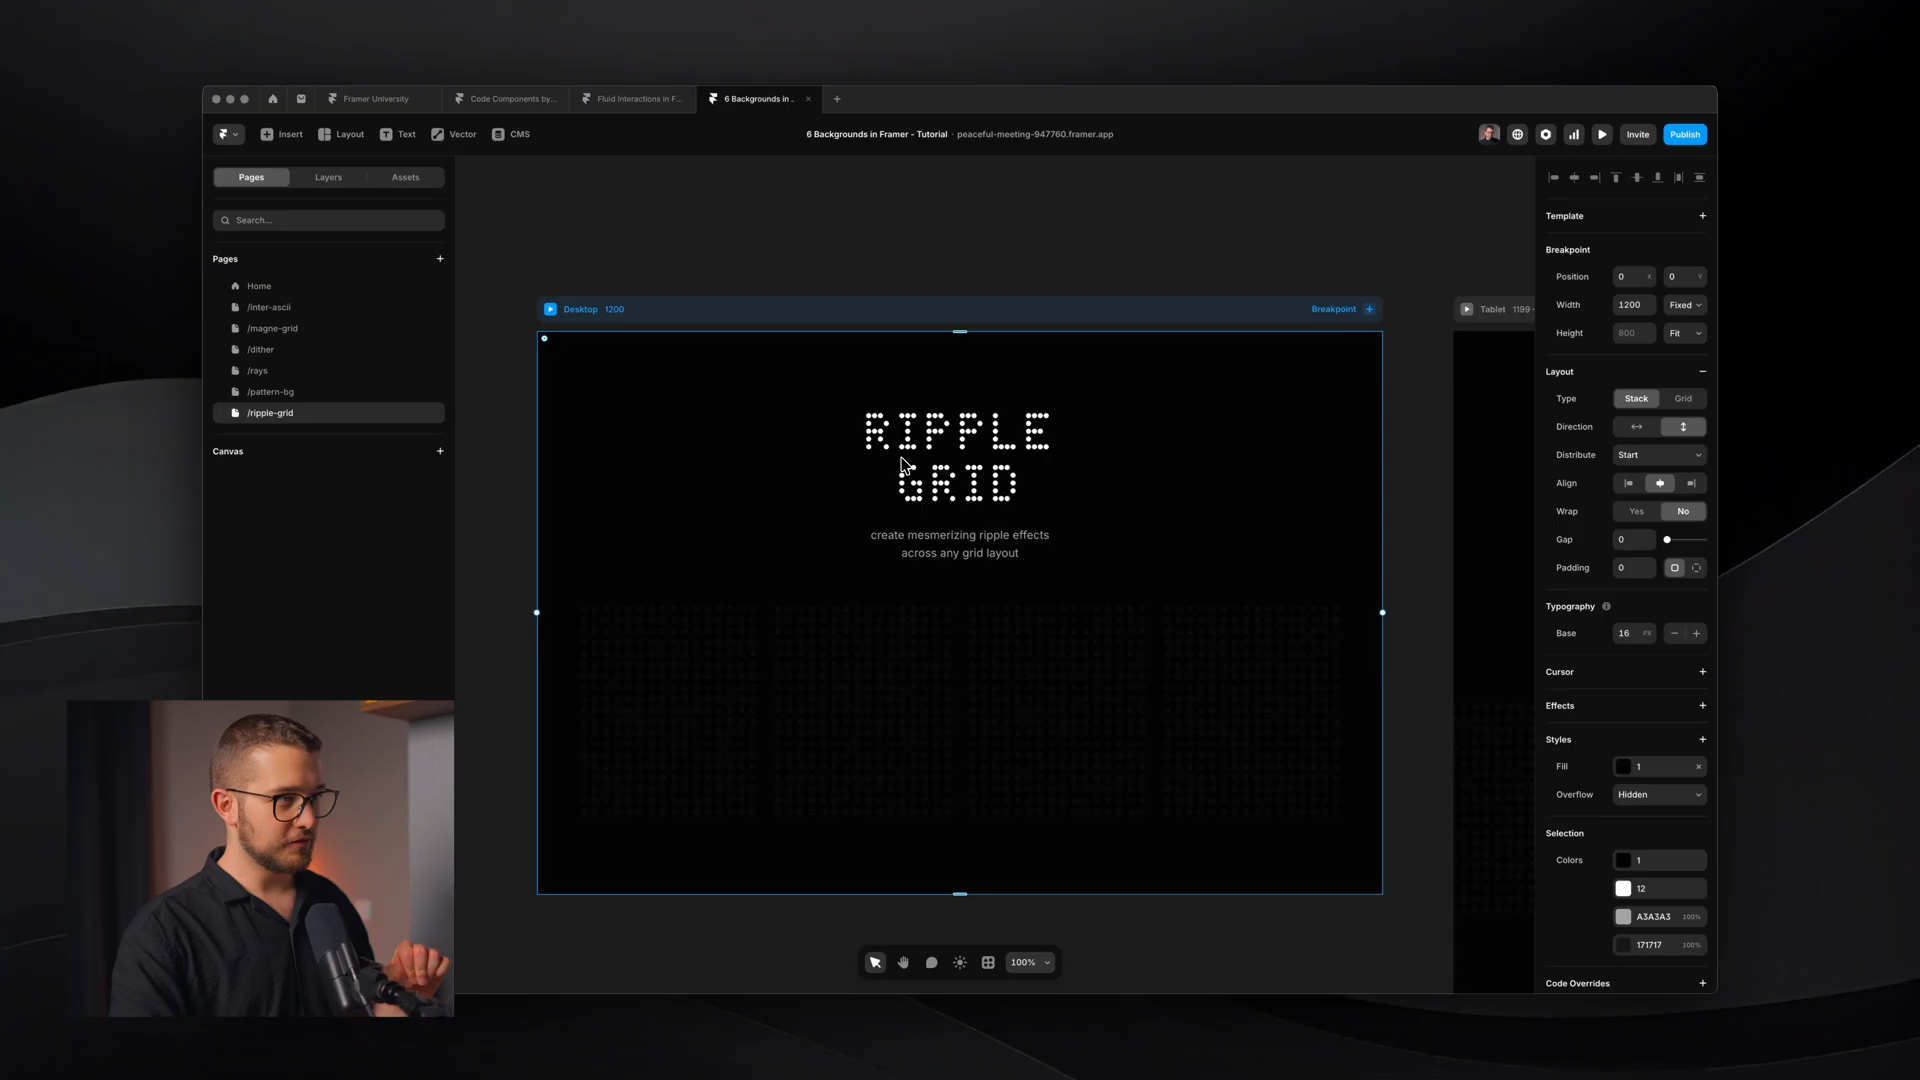 Framer University
Code Components by...
Fluid Interactions in F...
6 Backgrounds in .
Insert
Layout
Text
Vector
CMS
6 Backgrounds in Framer - Tutorial · peaceful-meeting-947760.framer.app
Invite
Publish
Pages
Layers
Assets
Search...
Pages
Home
/inter-ascii
/magne-grid
/dither
/rays
/pattern-bg
/ripple-grid
Canvas
Desktop 1200
Breakpoint
Tablet 1199
RIPPLE
GRID
create mesmerizing ripple effects
across any grid layout
100%
Template
Breakpoint
Position 0 X 0 Y
Width 1200 Fixed
Height 800 Fit
Layout
Type Stack Grid
Direction
Distribute Start
Align
Wrap Yes No
Gap 0
Padding 0
Typography
Base 16 PX
Cursor
Effects
Styles
Fill 1
Overflow Hidden
Selection
Colors 1
12
A3A3A3 100%
171717 100%
Code Overrides